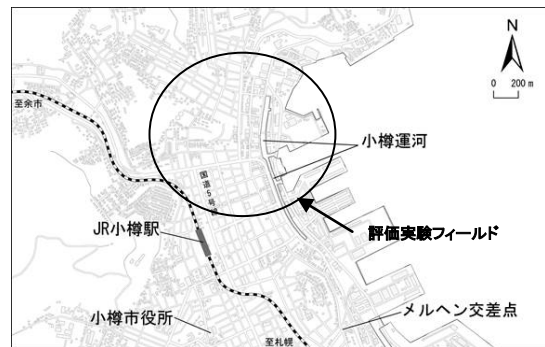 N
0 200 m
至余市
小樽運河
国道5号線
評価実験フィールド
JR小樽駅
小樽市役所
メルヘン交差点
至札幌